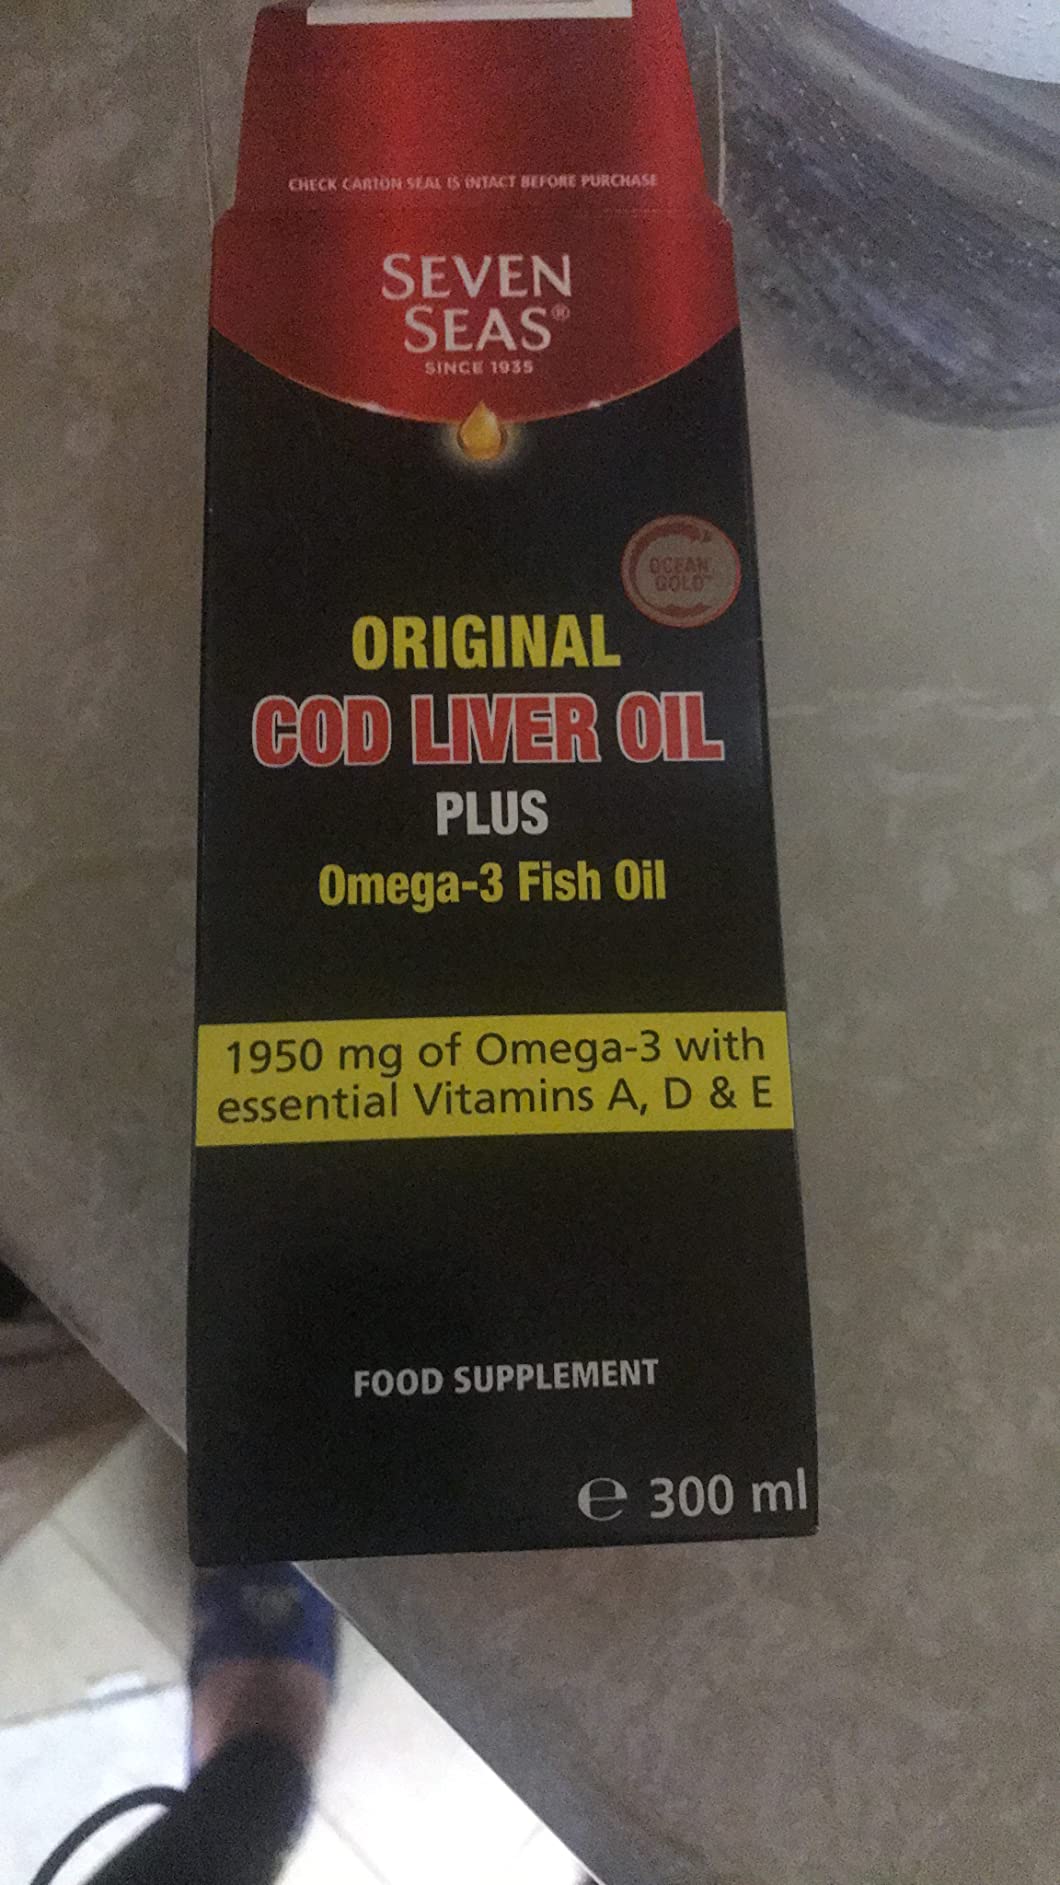 CHECK CARTON SEAL IS INTACT BEFORE PURCHASE
SEVEN
SEAS®
SINCE 1935
OCEAN
GOLD™
ORIGINAL
COD LIVER OIL
PLUS
Omega-3 Fish Oil
1950 mg of Omega-3 with
essential Vitamins A, D & E
FOOD SUPPLEMENT
℮ 300 ml